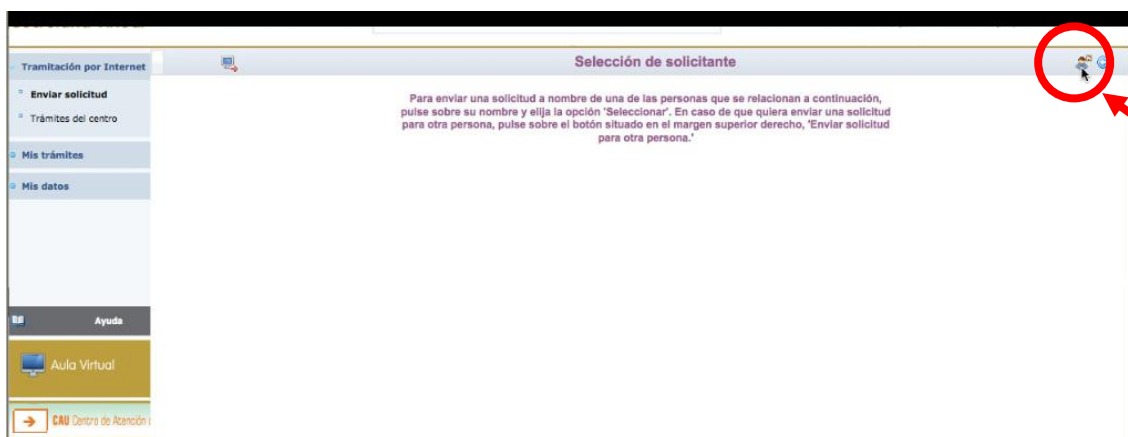 Tramitación por Internet
Selección de solicitante
Enviar solicitud
Trámites del centro
Mis trámites
Mis datos
Para enviar una solicitud a nombre de una de las personas que se relacionan a continuación,
pulse sobre su nombre y elija la opción 'Seleccionar'. En caso de que quiera enviar una solicitud
para otra persona, pulse sobre el botón situado en el margen superior derecho, 'Enviar solicitud
para otra persona.'
Ayuda
Aula Virtual
CAU Centro de Atención